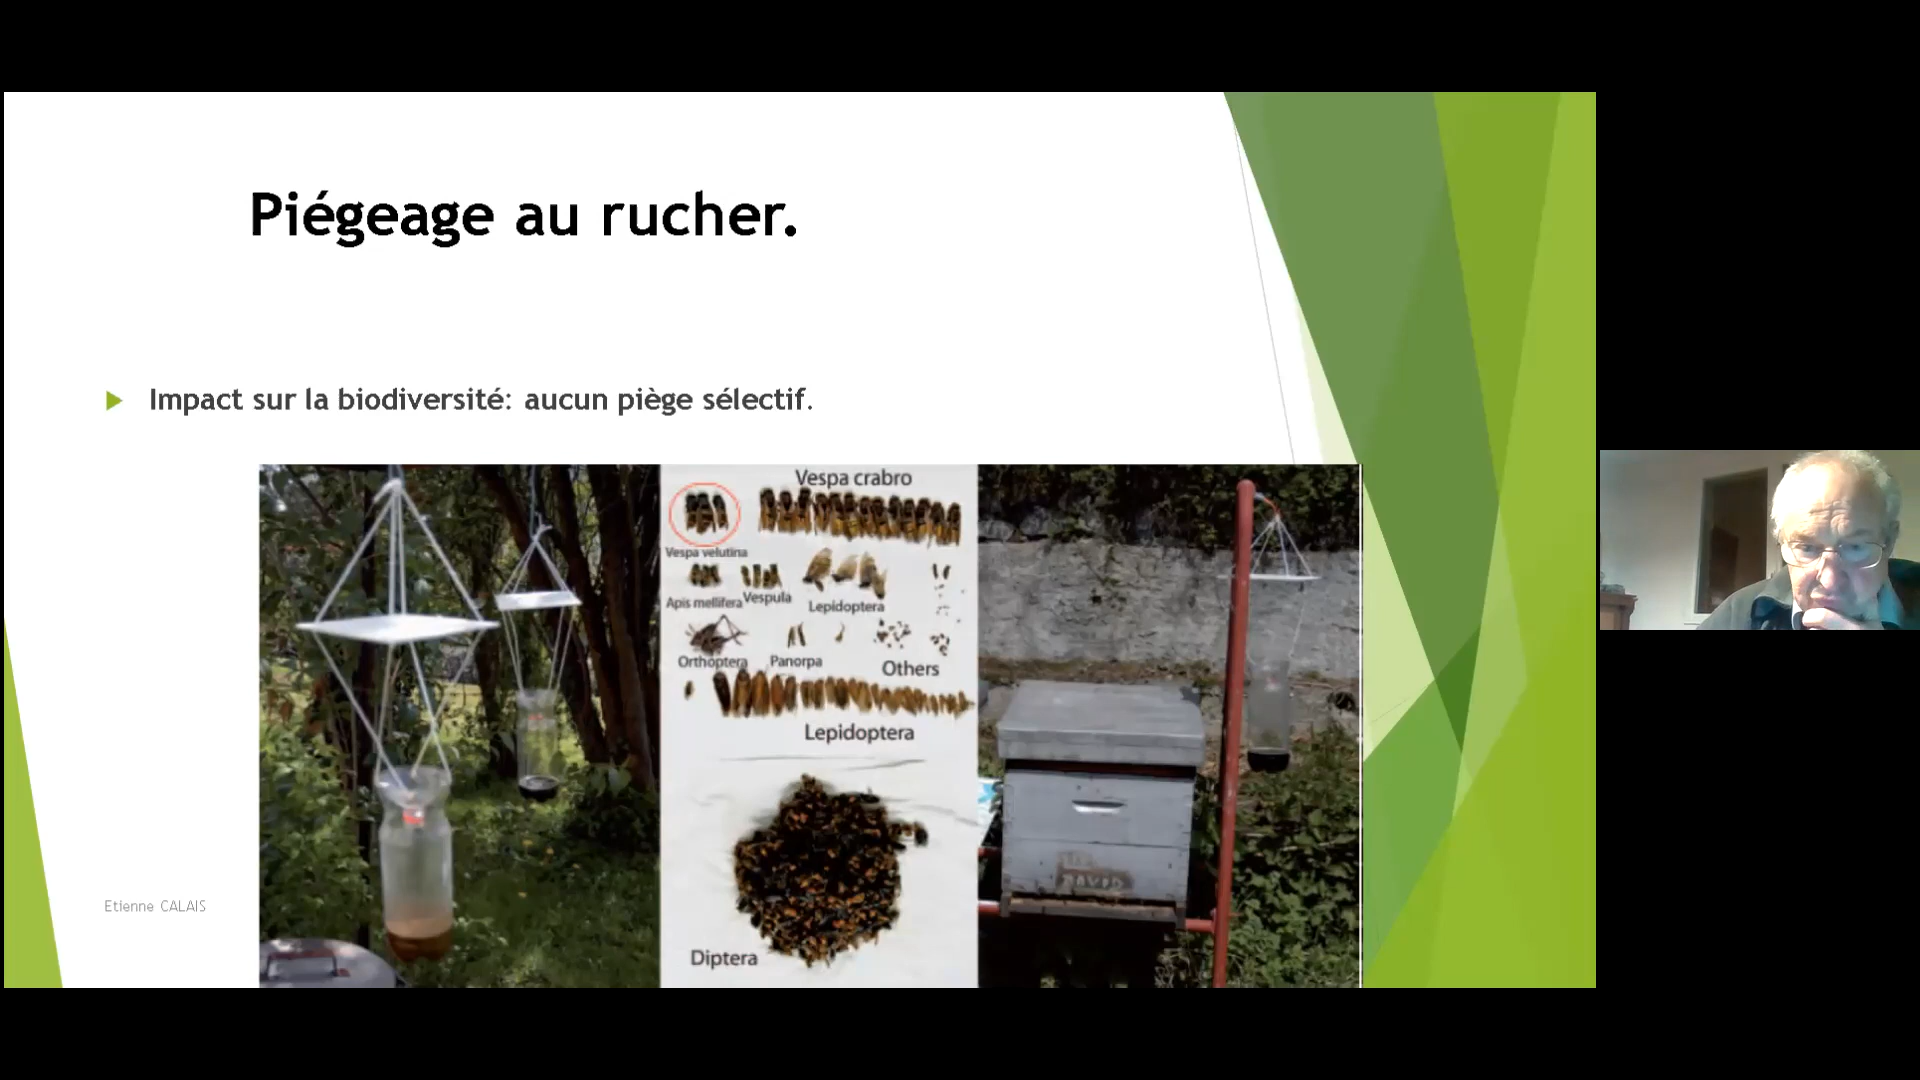 Piégeage au rucher.
Impact sur la biodiversité: aucun piège sélectif.
Vespa crabro
Vespa velutina
Apis mellifera
Vespula
Lepidoptera
Orthoptera
Panorpa
Others
Lepidoptera
Diptera
DAVID
Etienne CALAIS